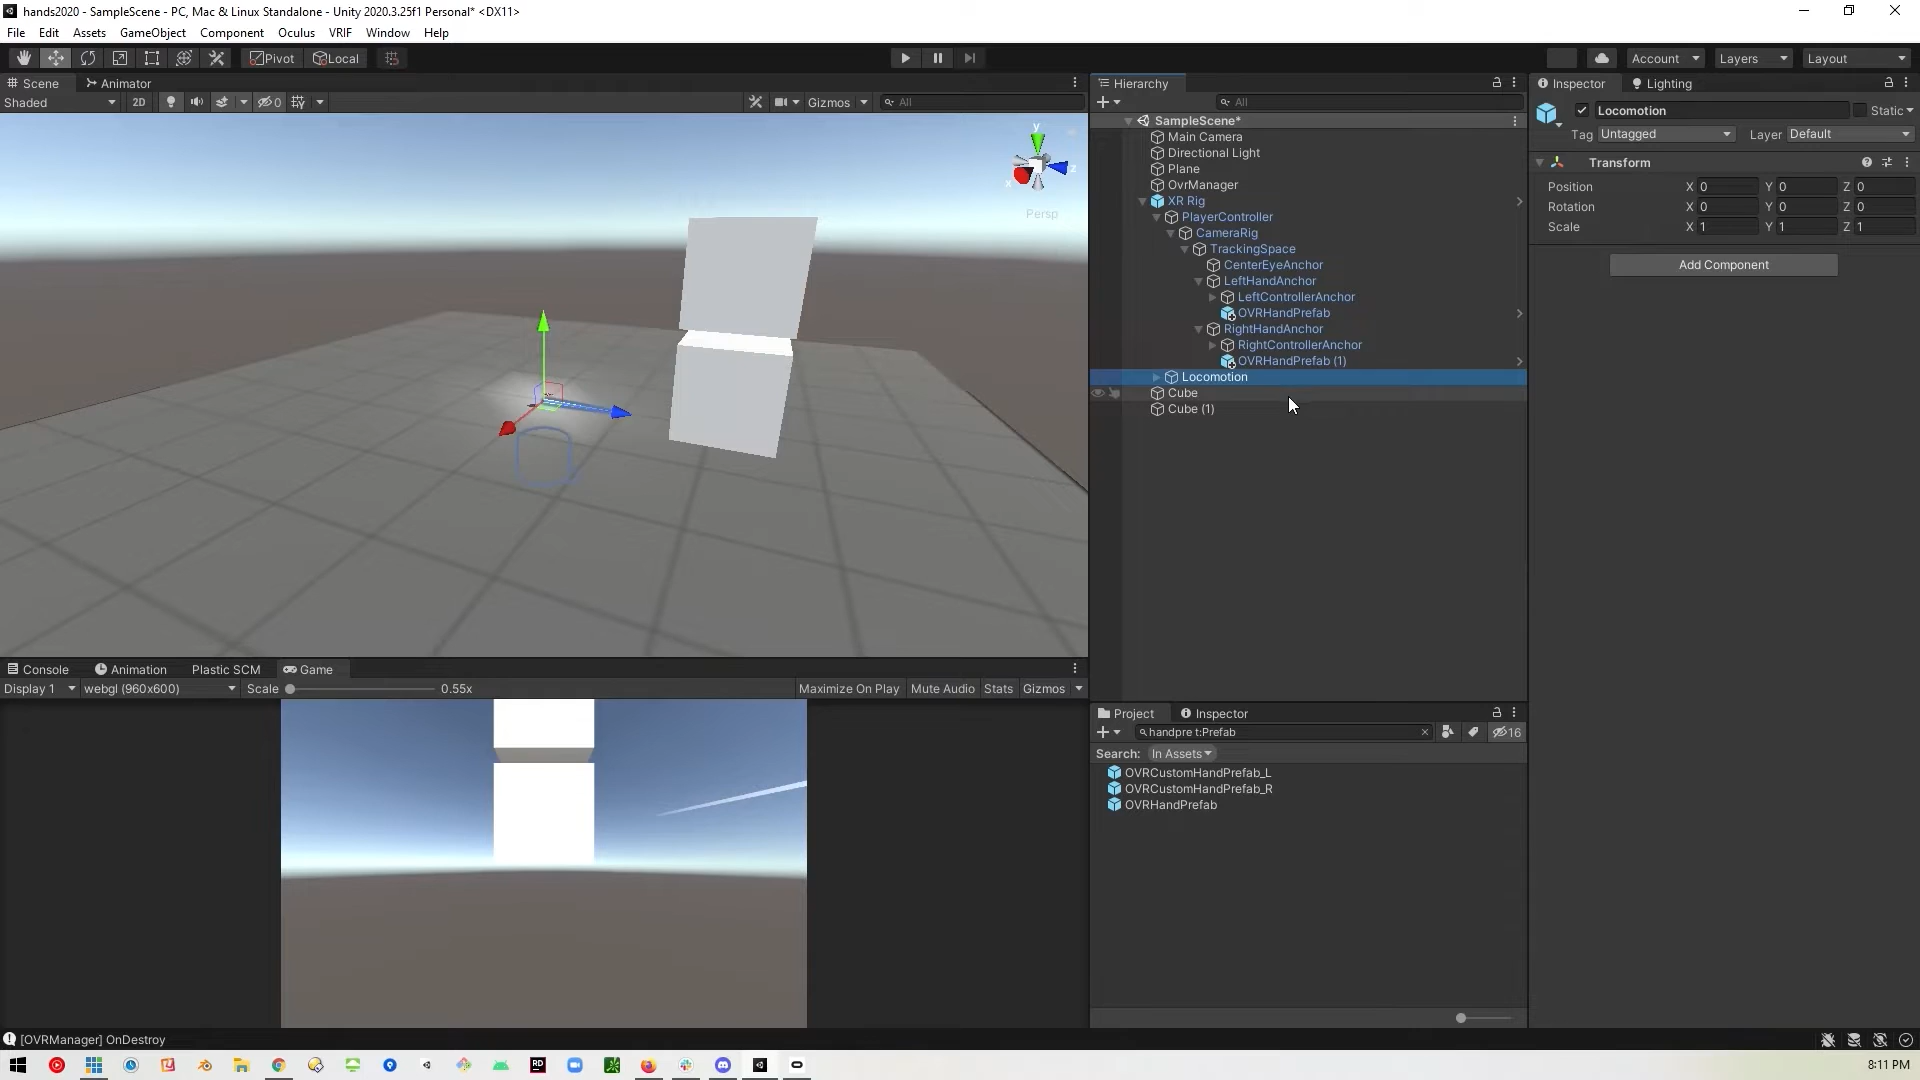 hands2020 - SampleScene - PC, Mac & Linux Standalone - Unity 2020.3.25f1 Personal* <DX11>
File Edit Assets GameObject Component Oculus VRIF Window Help
Pivot Local Account Layers Layout
Scene Animator
Shaded 2D 0 Gizmos All
y
x
z
Persp
Hierarchy
All
SampleScene*
Main Camera
Directional Light
Plane
OvrManager
XR Rig
PlayerController
CameraRig
TrackingSpace
CenterEyeAnchor
LeftHandAnchor
LeftControllerAnchor
OVRHandPrefab
RightHandAnchor
RightControllerAnchor
OVRHandPrefab (1)
Locomotion
Cube
Cube (1)
Inspector Lighting
Locomotion Static
Tag Untagged Layer Default
Transform
Position X 0 Y 0 Z 0
Rotation X 0 Y 0 Z 0
Scale X 1 Y 1 Z 1
Add Component
Console Animation Plastic SCM Game
Display 1 webgl (960x600) Scale 0.55x Maximize On Play Mute Audio Stats Gizmos
Project Inspector
handpre t:Prefab 16
Search: In Assets
OVRCustomHandPrefab_L
OVRCustomHandPrefab_R
OVRHandPrefab
[OVRManager] OnDestroy
RD
8:11 PM